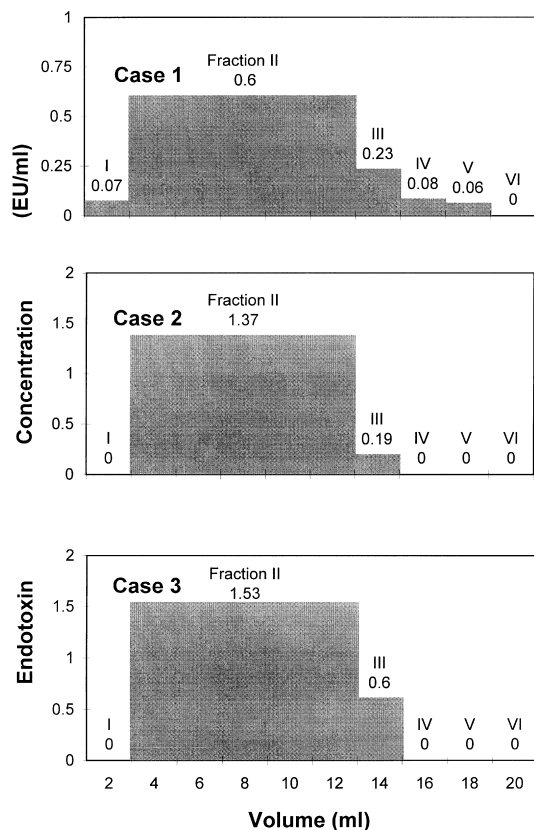 1
Case 1
Fraction II
0.6
0.75
0.5
III
0.23
0.25
I
0.07
IV
0.08
V
0.06
VI
0
0
(EU/ml)
2
Case 2
Fraction II
1.37
1.5
1
0.5
III
0.19
I
0
IV
0
V
0
VI
0
0
Concentration
2
Case 3
Fraction II
1.53
1.5
1
III
0.6
0.5
I
0
IV
0
V
0
VI
0
0
Endotoxin
2 4 6 8 10 12 14 16 18 20
Volume (ml)